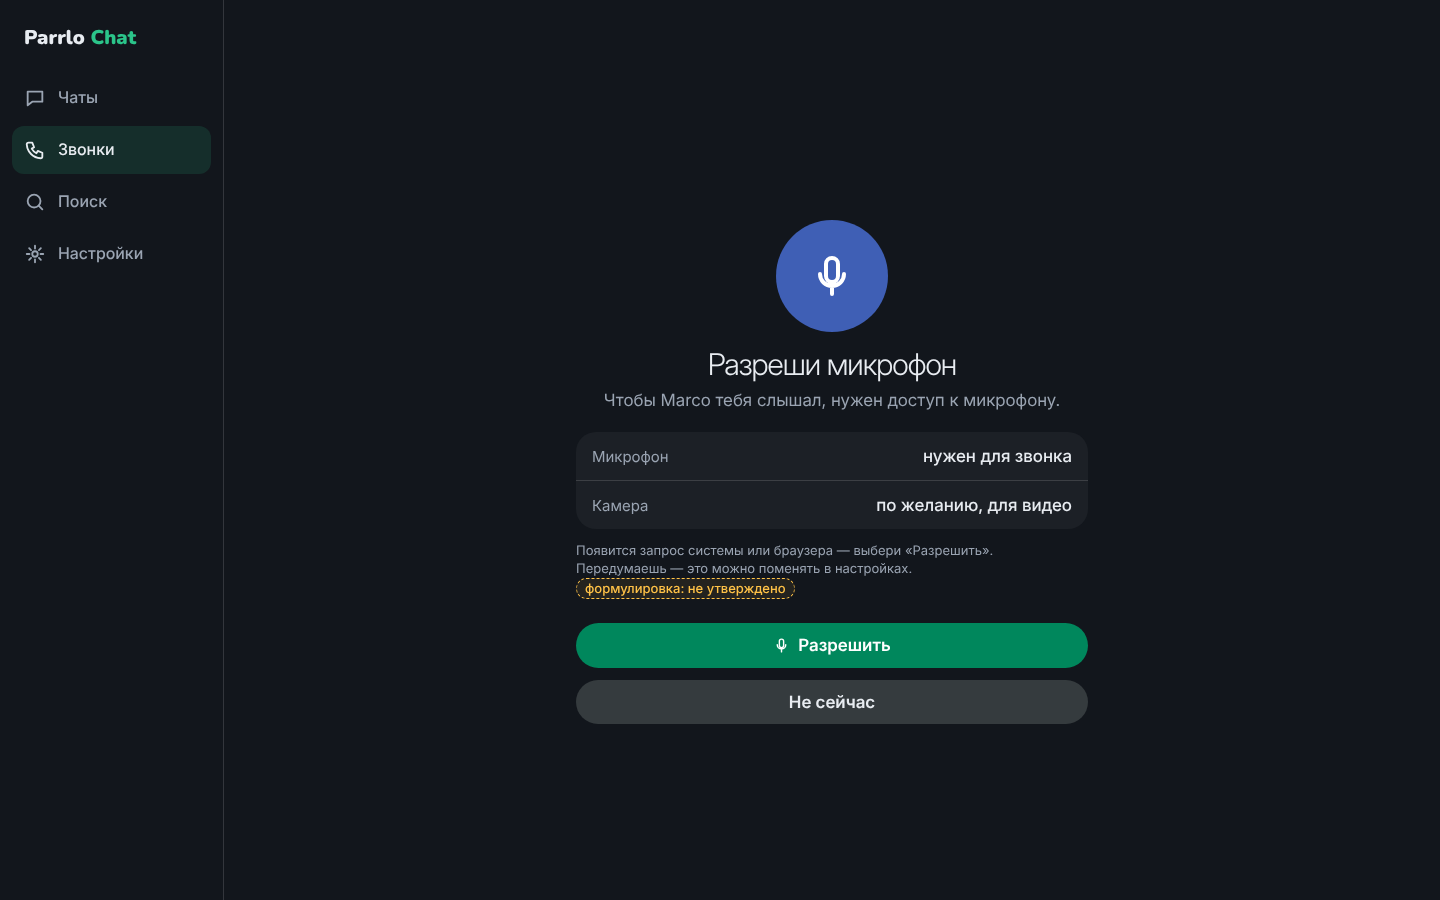 Parrlo Chat
Чаты
Звонки
Поиск
Настройки
Разреши микрофон
Чтобы Marco тебя слышал, нужен доступ к микрофону.
Микрофон нужен для звонка
Камера по желанию, для видео
Появится запрос системы или браузера — выбери «Разрешить».
Передумаешь — это можно поменять в настройках.
формулировка: не утверждено
Разрешить
Не сейчас